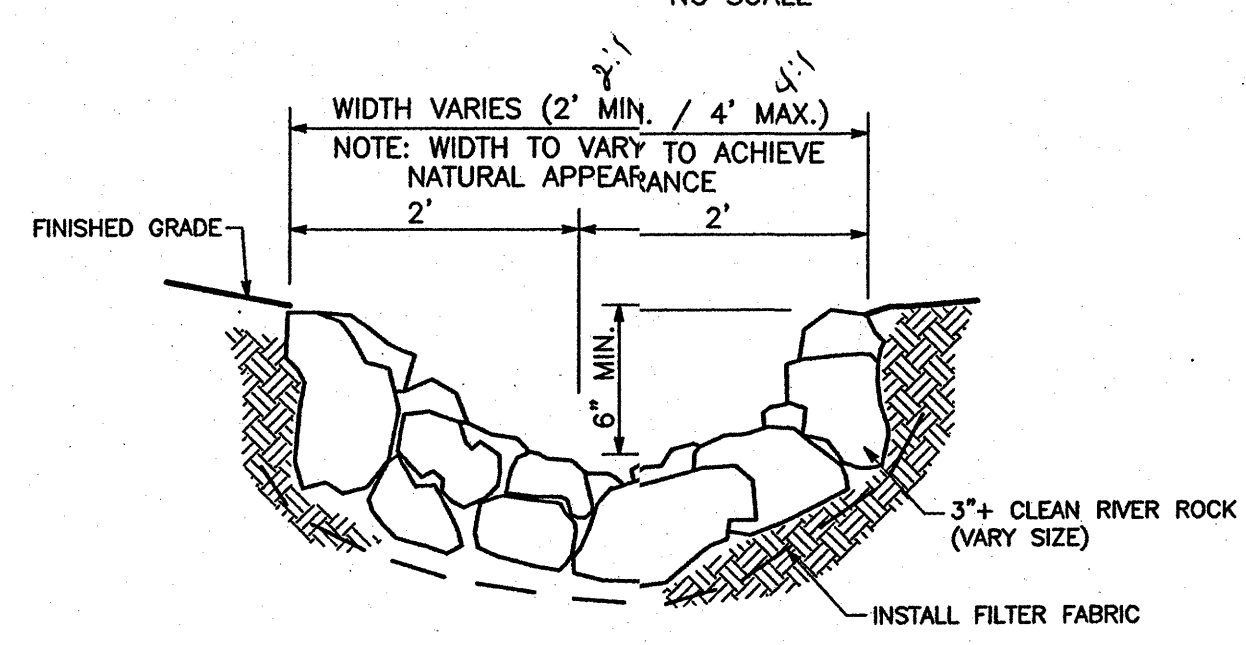 NO SCALE
2:1 4:1
WIDTH VARIES (2' MIN. / 4' MAX.)
NOTE: WIDTH TO VARY TO ACHIEVE
NATURAL APPEARANCE
2' 2'
FINISHED GRADE
6" MIN.
3"+ CLEAN RIVER ROCK
(VARY SIZE)
INSTALL FILTER FABRIC